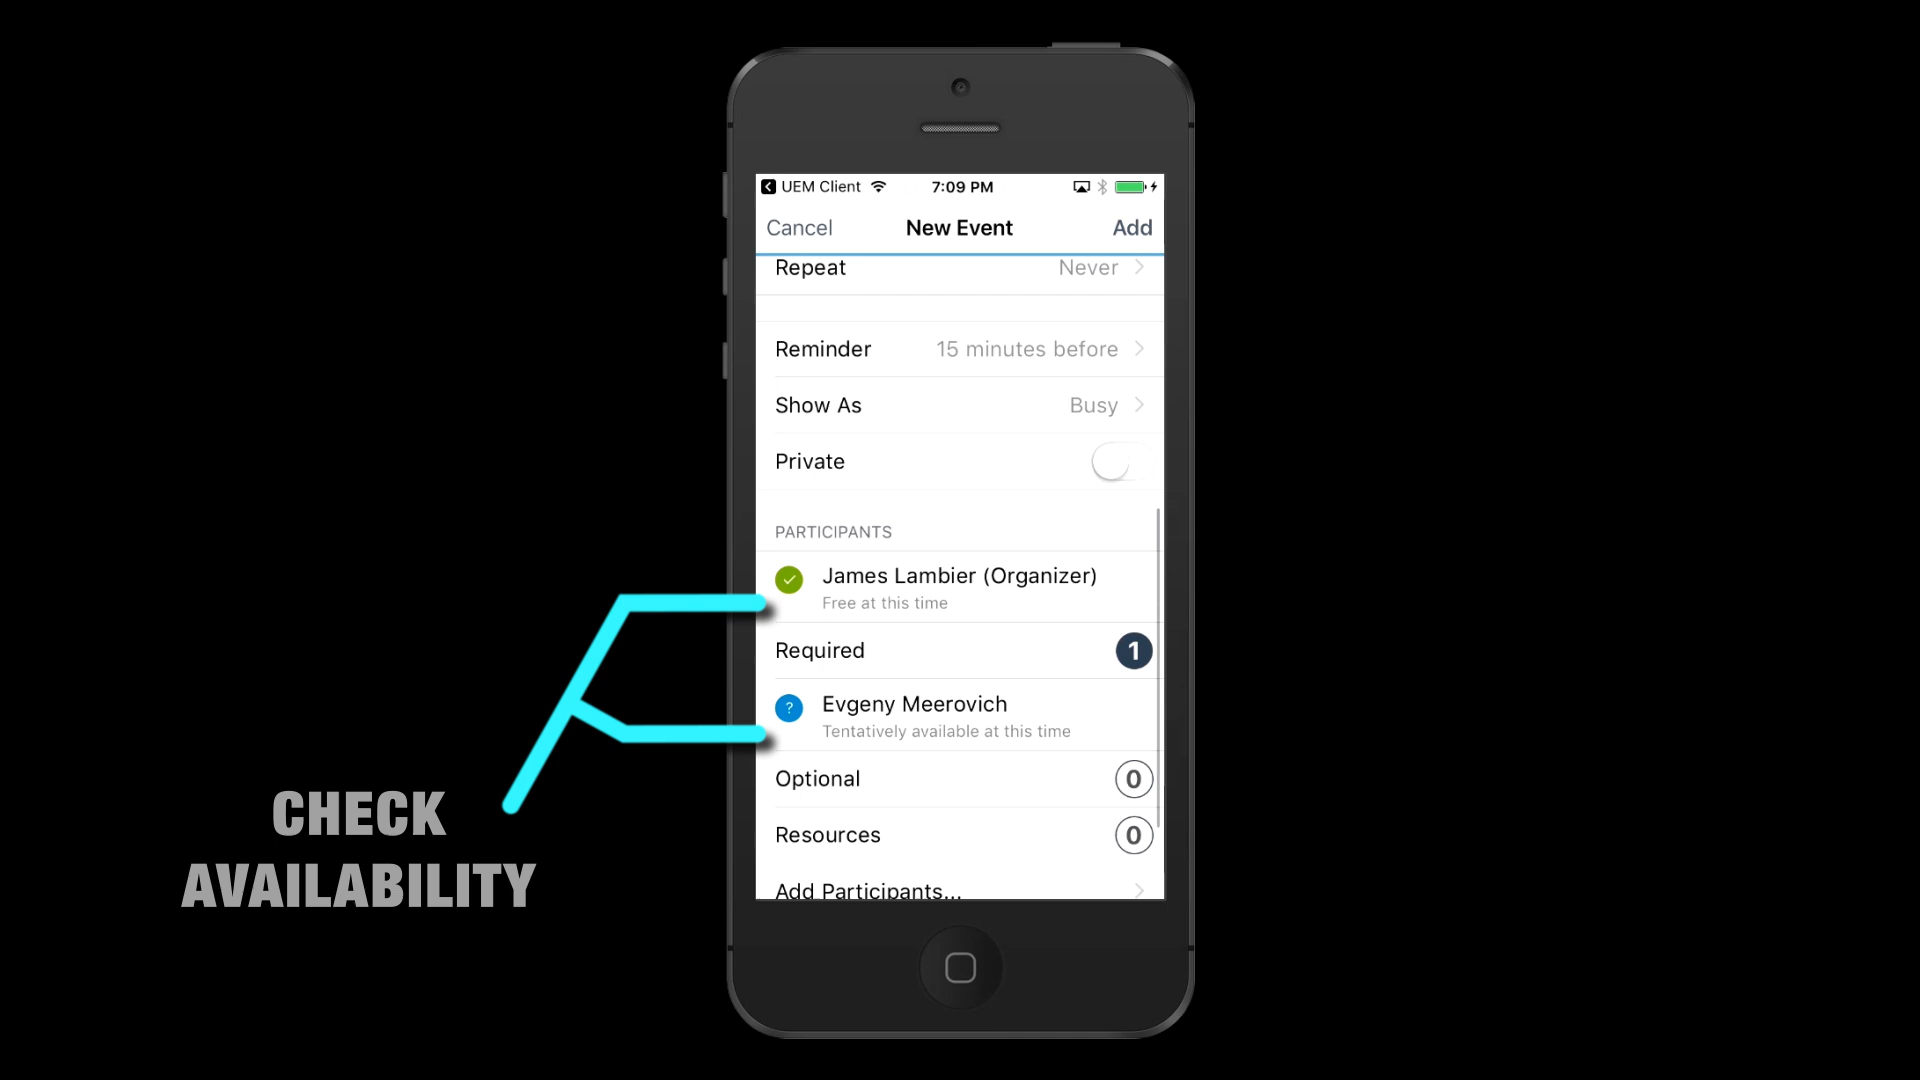 UEM Client
7:09 PM
Cancel
New Event
Add
Repeat
Never
Reminder
15 minutes before
Show As
Busy
Private
PARTICIPANTS
James Lambier (Organizer)
Free at this time
Required
1
?
Evgeny Meerovich
Tentatively available at this time
Optional
0
Resources
0
Add Participants...
CHECK
AVAILABILITY